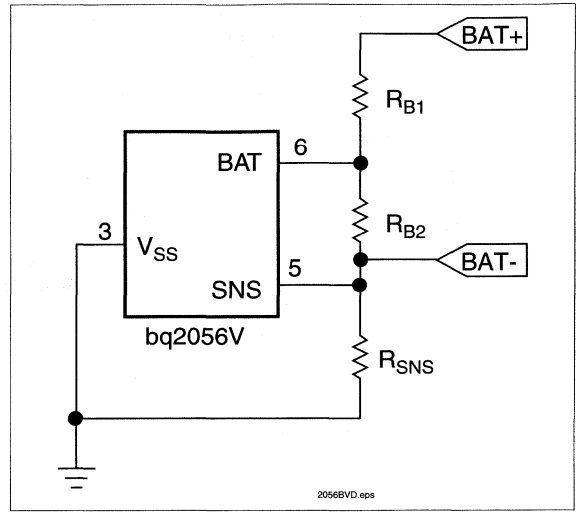 BAT+
R_B1
6
BAT
R_B2
3
V_SS
BAT-
5
SNS
bq2056V
R_SNS
2056BVD.eps